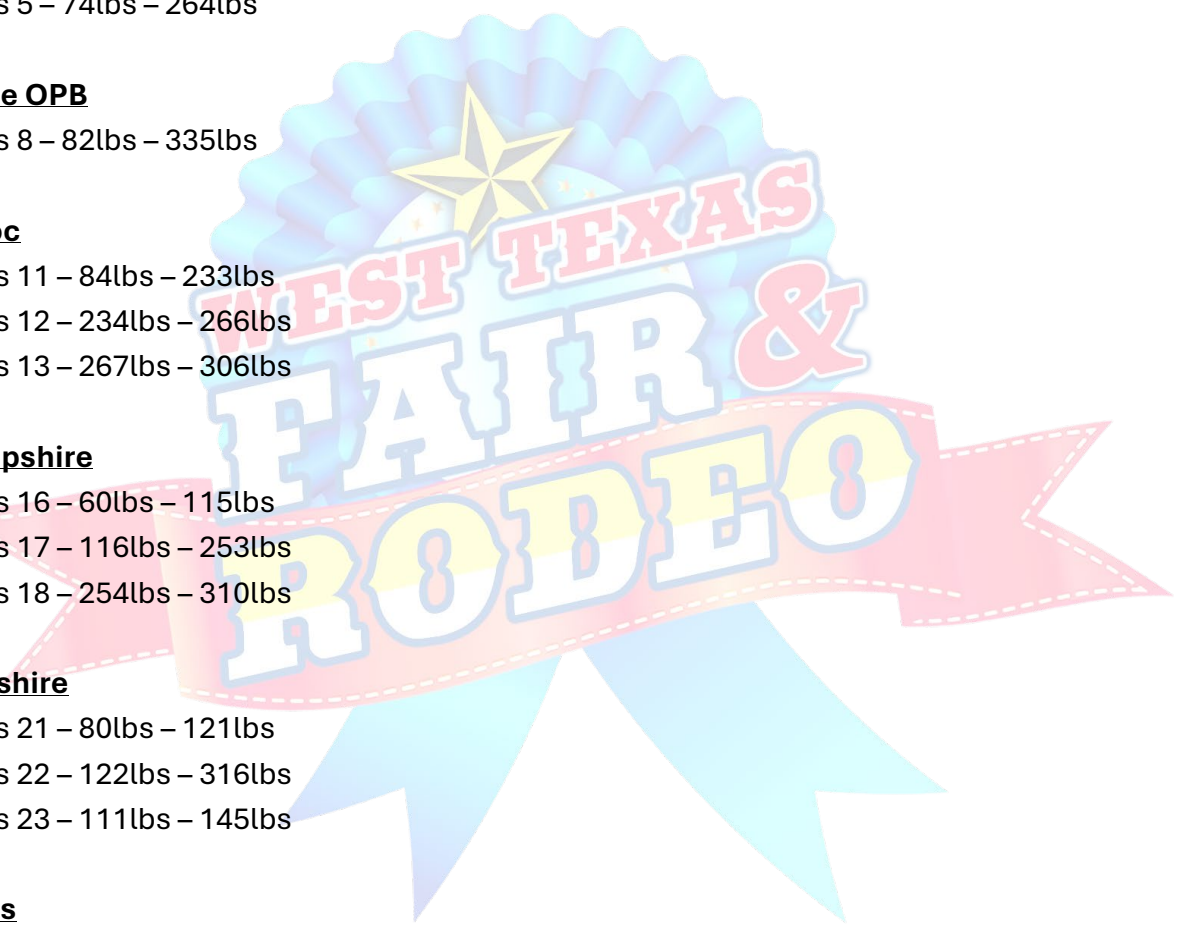 s 5 – 74lbs – 264lbs
e OPB
s 8 – 82lbs – 335lbs
oc
s 11 – 84lbs – 233lbs
s 12 – 234lbs – 266lbs
s 13 – 267lbs – 306lbs
pshire
s 16 – 60lbs – 115lbs
s 17 – 116lbs – 253lbs
s 18 – 254lbs – 310lbs
shire
s 21 – 80lbs – 121lbs
s 22 – 122lbs – 316lbs
s 23 – 111lbs – 145lbs
s
WEST TEXAS
FAIR &
RODEO